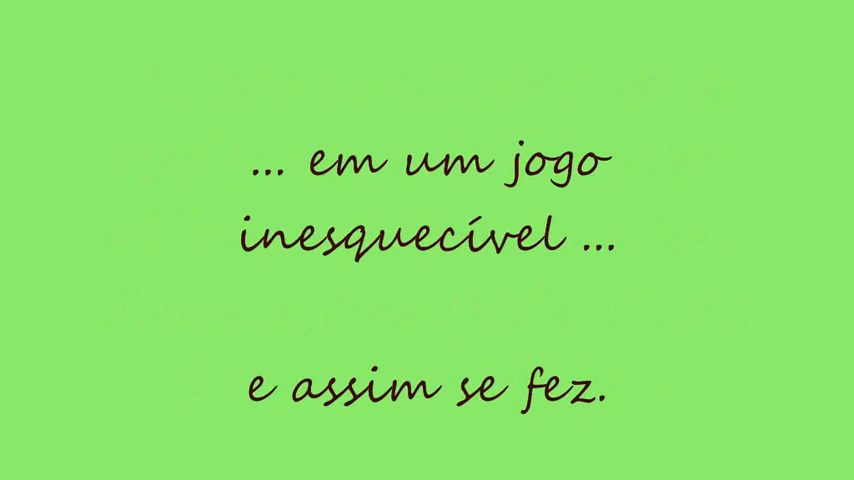 ... em um jogo
inesquecível ...
e assim se fez.